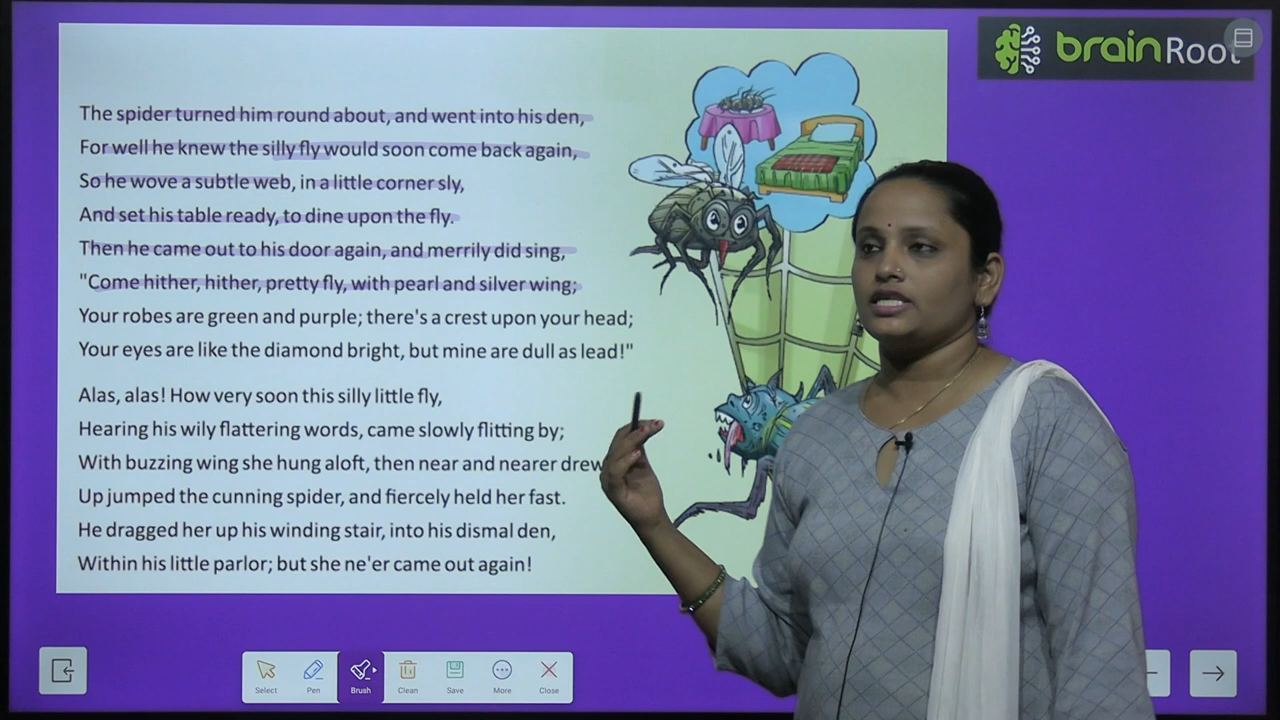 brainRoot
The spider turned him round about, and went into his den,
For well he knew the silly fly would soon come back again,
So he wove a subtle web, in a little corner sly,
And set his table ready, to dine upon the fly.
Then he came out to his door again, and merrily did sing,
"Come hither, hither, pretty fly, with pearl and silver wing;
Your robes are green and purple; there's a crest upon your head;
Your eyes are like the diamond bright, but mine are dull as lead!"
Alas, alas! How very soon this silly little fly,
Hearing his wily flattering words, came slowly flitting by;
With buzzing wing she hung aloft, then near and nearer drew
Up jumped the cunning spider, and fiercely held her fast.
He dragged her up his winding stair, into his dismal den,
Within his little parlor; but she ne'er came out again!
Select Pen Brush Clean Save More Close